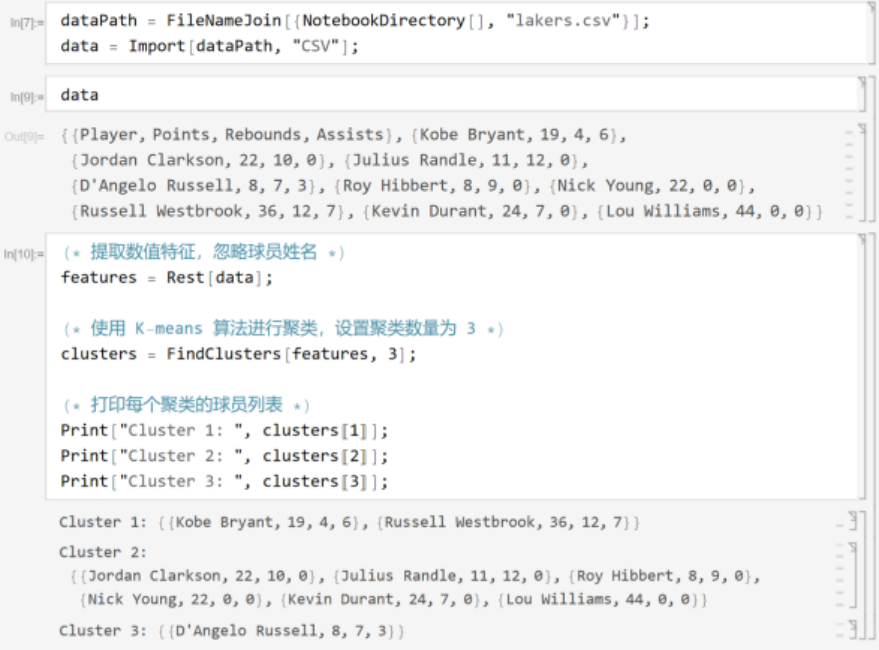 In[7]:= dataPath = FileNameJoin[{NotebookDirectory[], "lakers.csv"}];
data = Import[dataPath, "CSV"];
In[9]:= data
Out[9]= {{Player, Points, Rebounds, Assists}, {Kobe Bryant, 19, 4, 6},
{Jordan Clarkson, 22, 10, 0}, {Julius Randle, 11, 12, 0},
{D'Angelo Russell, 8, 7, 3}, {Roy Hibbert, 8, 9, 0}, {Nick Young, 22, 0, 0},
{Russell Westbrook, 36, 12, 7}, {Kevin Durant, 24, 7, 0}, {Lou Williams, 44, 0, 0}}
In[10]:= (* 提取数值特征，忽略球员姓名 *)
features = Rest[data];
(* 使用 K-means 算法进行聚类，设置聚类数量为 3 *)
clusters = FindClusters[features, 3];
(* 打印每个聚类的球员列表 *)
Print["Cluster 1: ", clusters[[1]]];
Print["Cluster 2: ", clusters[[2]]];
Print["Cluster 3: ", clusters[[3]]];
Cluster 1: {{Kobe Bryant, 19, 4, 6}, {Russell Westbrook, 36, 12, 7}}
Cluster 2:
{{Jordan Clarkson, 22, 10, 0}, {Julius Randle, 11, 12, 0}, {Roy Hibbert, 8, 9, 0},
{Nick Young, 22, 0, 0}, {Kevin Durant, 24, 7, 0}, {Lou Williams, 44, 0, 0}}
Cluster 3: {{D'Angelo Russell, 8, 7, 3}}